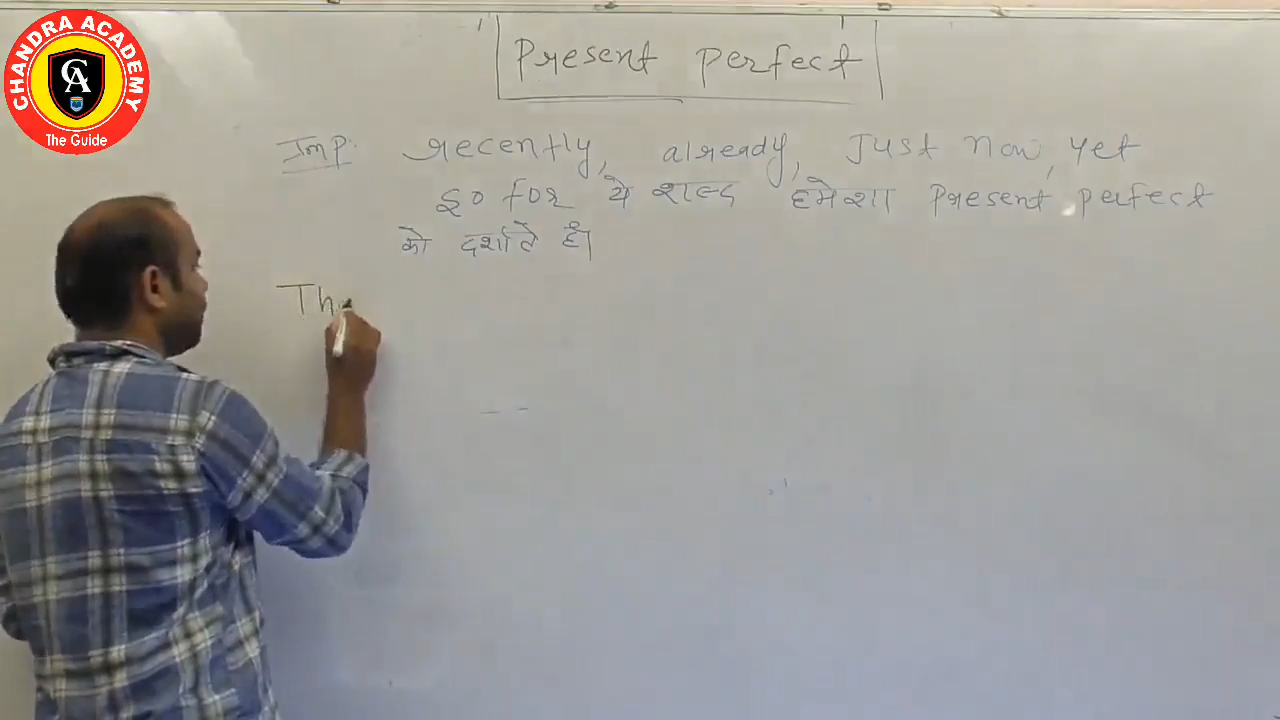 CHANDRA ACADEMY
CA
The Guide
Present perfect
Imp. recently, already, Just now, yet
so for ये शब्द हमेशा present perfect
को दर्शाते हैं।
Th